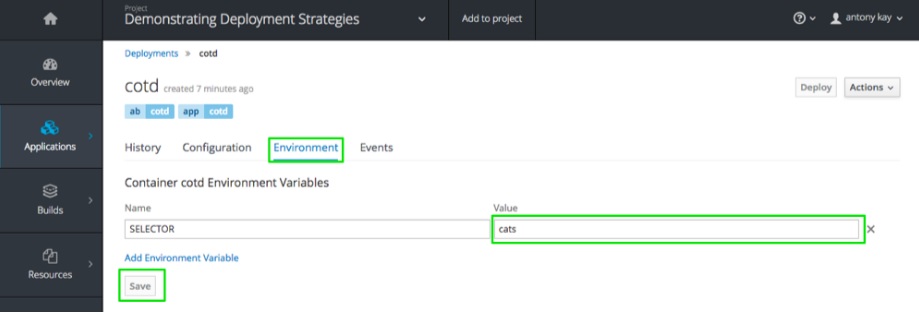 Project
Demonstrating Deployment Strategies
Add to project
antony kay
Overview
Applications
Builds
Resources
Deployments » cotd
cotd created 7 minutes ago
Deploy
Actions
ab cotd app cotd
History Configuration Environment Events
Container cotd Environment Variables
Name Value
SELECTOR cats
Add Environment Variable
Save